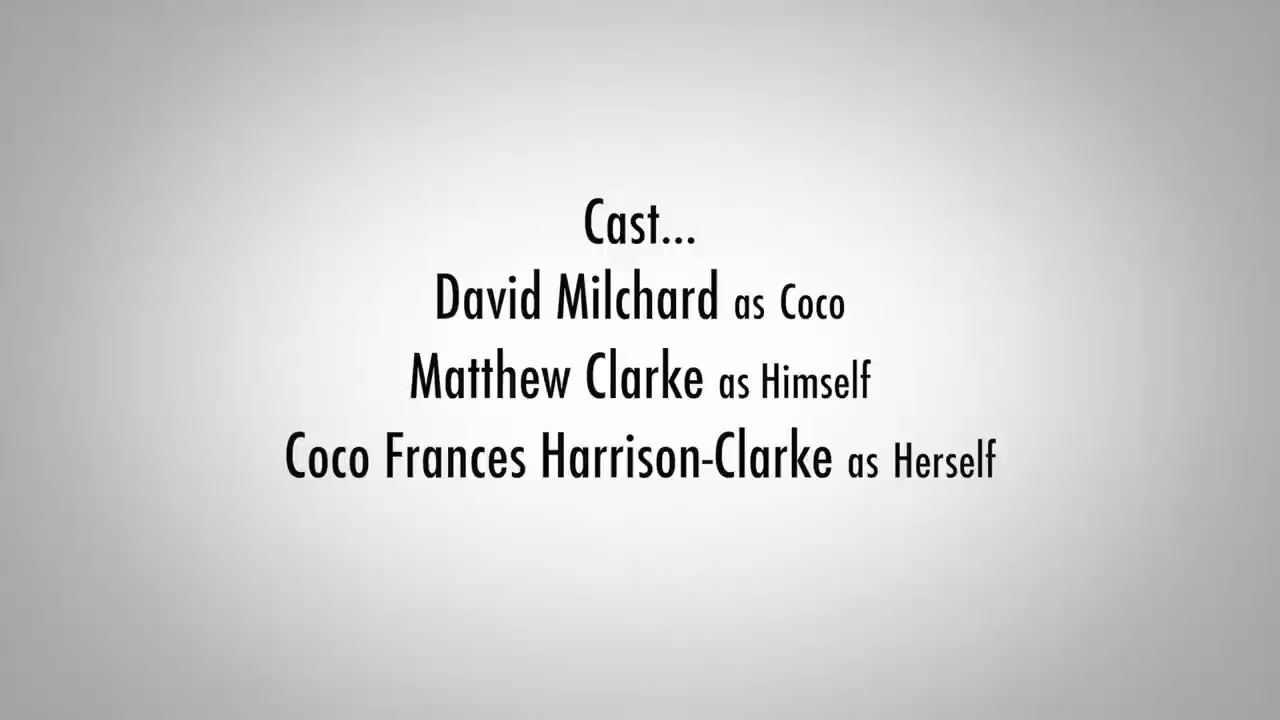 Cast...
David Milchard as Coco
Matthew Clarke as Himself
Coco Frances Harrison-Clarke as Herself